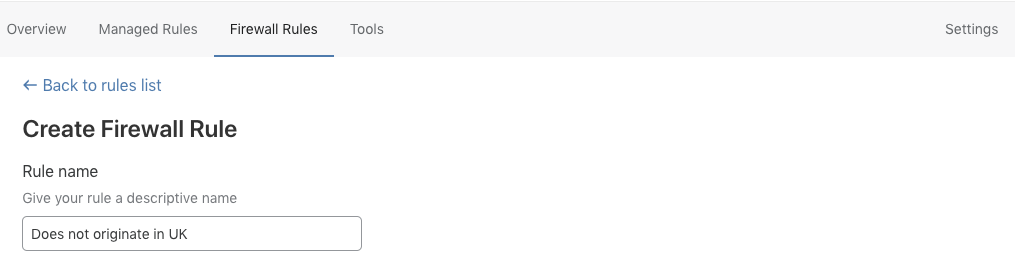 Overview Managed Rules Firewall Rules Tools Settings
← Back to rules list
Create Firewall Rule
Rule name
Give your rule a descriptive name
Does not originate in UK